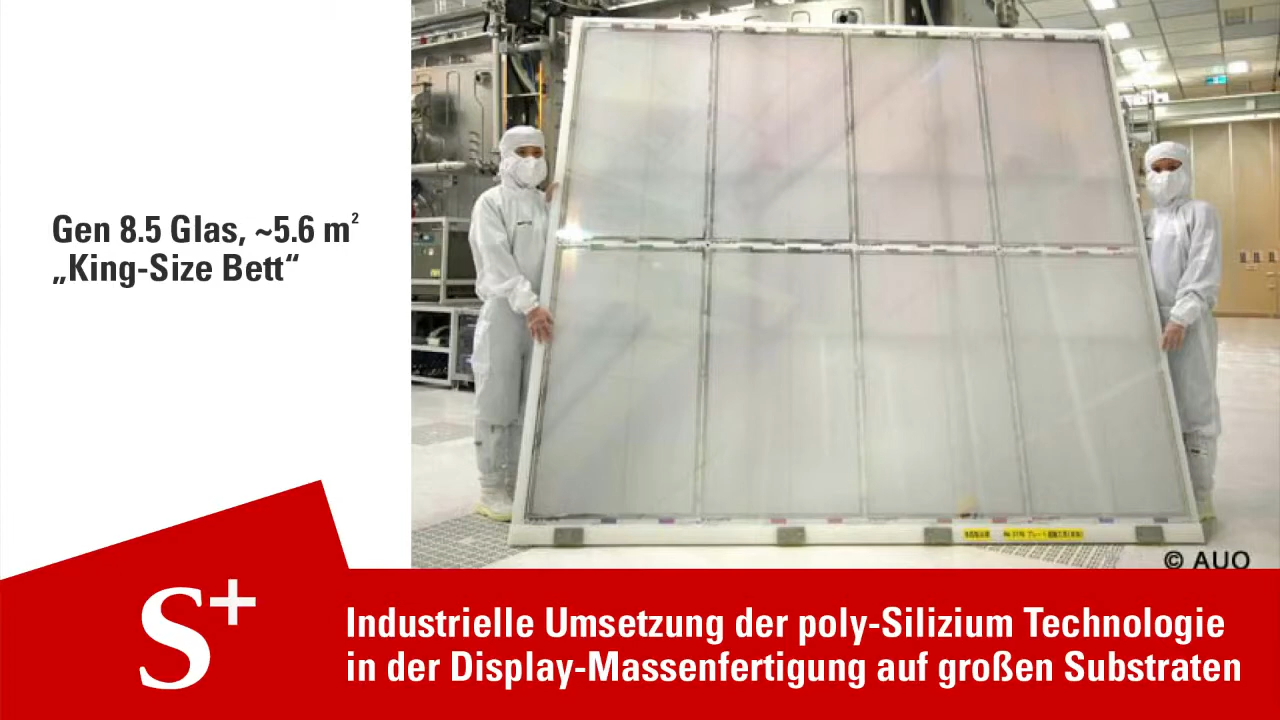 Gen 8.5 Glas, ~5.6 m²
„King-Size Bett“
© AUO
S+
Industrielle Umsetzung der poly-Silizium Technologie
in der Display-Massenfertigung auf großen Substraten